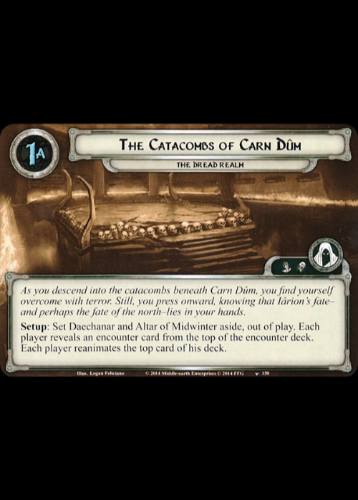 1A
THE CATACOMBS OF CARN DÛM
THE DREAD REALM
As you descend into the catacombs beneath Carn Dûm, you find yourself
overcome with terror. Still, you press onward, knowing that Iârion's fate–
and perhaps the fate of the north–lies in your hands.
Setup: Set Daechanar and Altar of Midwinter aside, out of play. Each
player reveals an encounter card from the top of the encounter deck.
Each player reanimates the top card of his deck.
Illus. Logan Feliciano © 2014 Middle-earth Enterprises © 2014 FFG 150